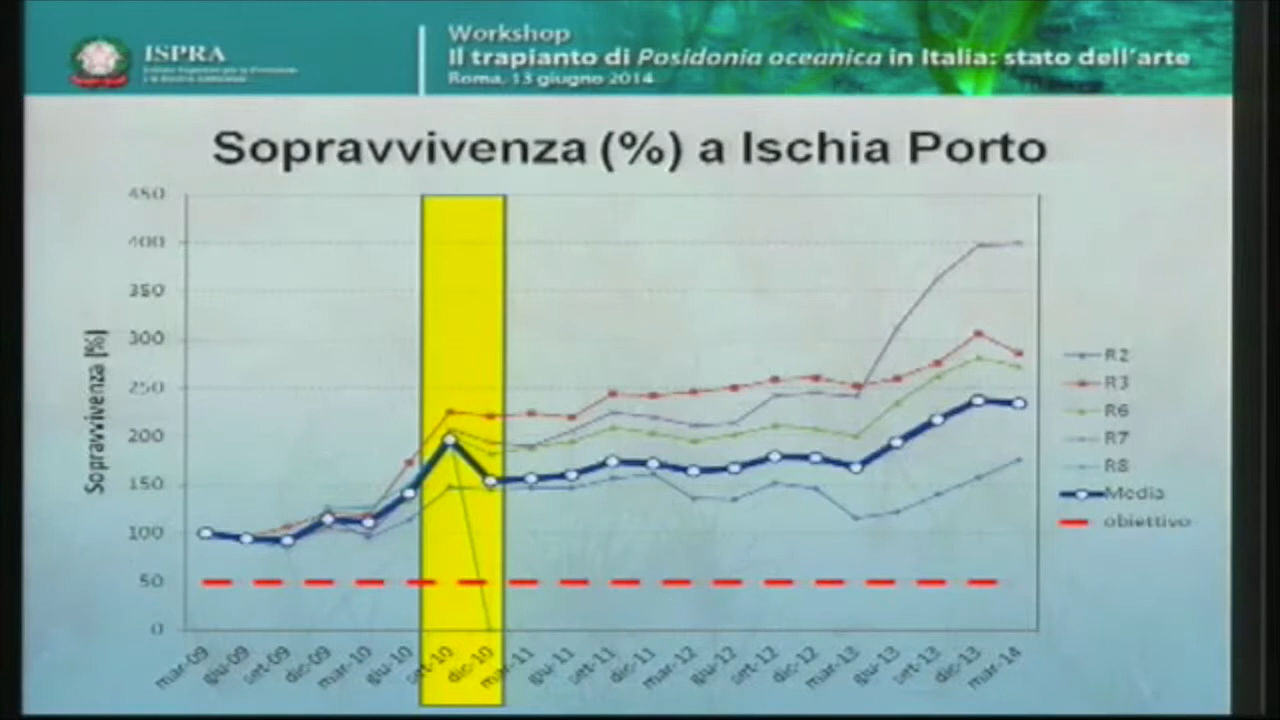 ISPRA
Workshop
Il trapianto di Posidonia oceanica in Italia: stato dell'arte
Roma, 13 giugno 2014
Sopravvivenza (%) a Ischia Porto
Sopravvivenza (%)
450
400
350
300
250
200
150
100
50
0
mar-09
giu-09
set-09
dic-09
mar-10
giu-10
set-10
dic-10
mar-11
giu-11
set-11
dic-11
mar-12
giu-12
set-12
dic-12
mar-13
giu-13
set-13
dic-13
mar-14
R2
R3
R6
R7
R8
Media
obiettivo